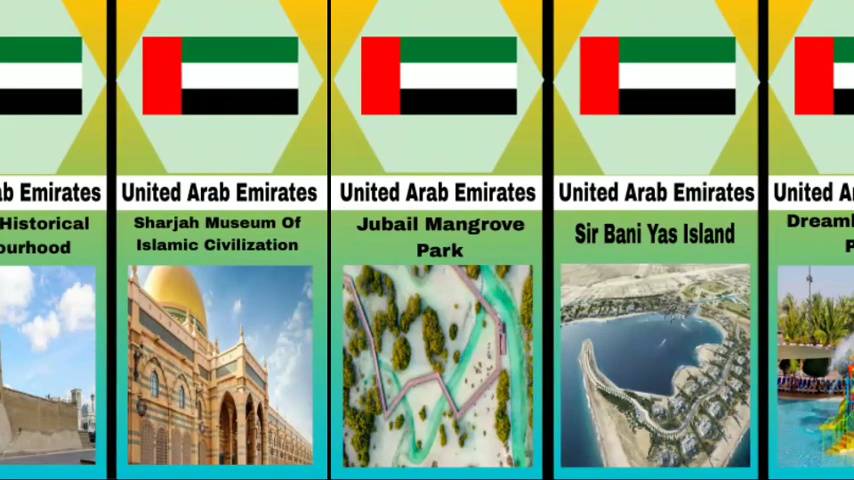 ab Emirates
Historical
ourhood
United Arab Emirates
Sharjah Museum Of
Islamic Civilization
United Arab Emirates
Jubail Mangrove
Park
United Arab Emirates
Sir Bani Yas Island
United Ar
Dream
P